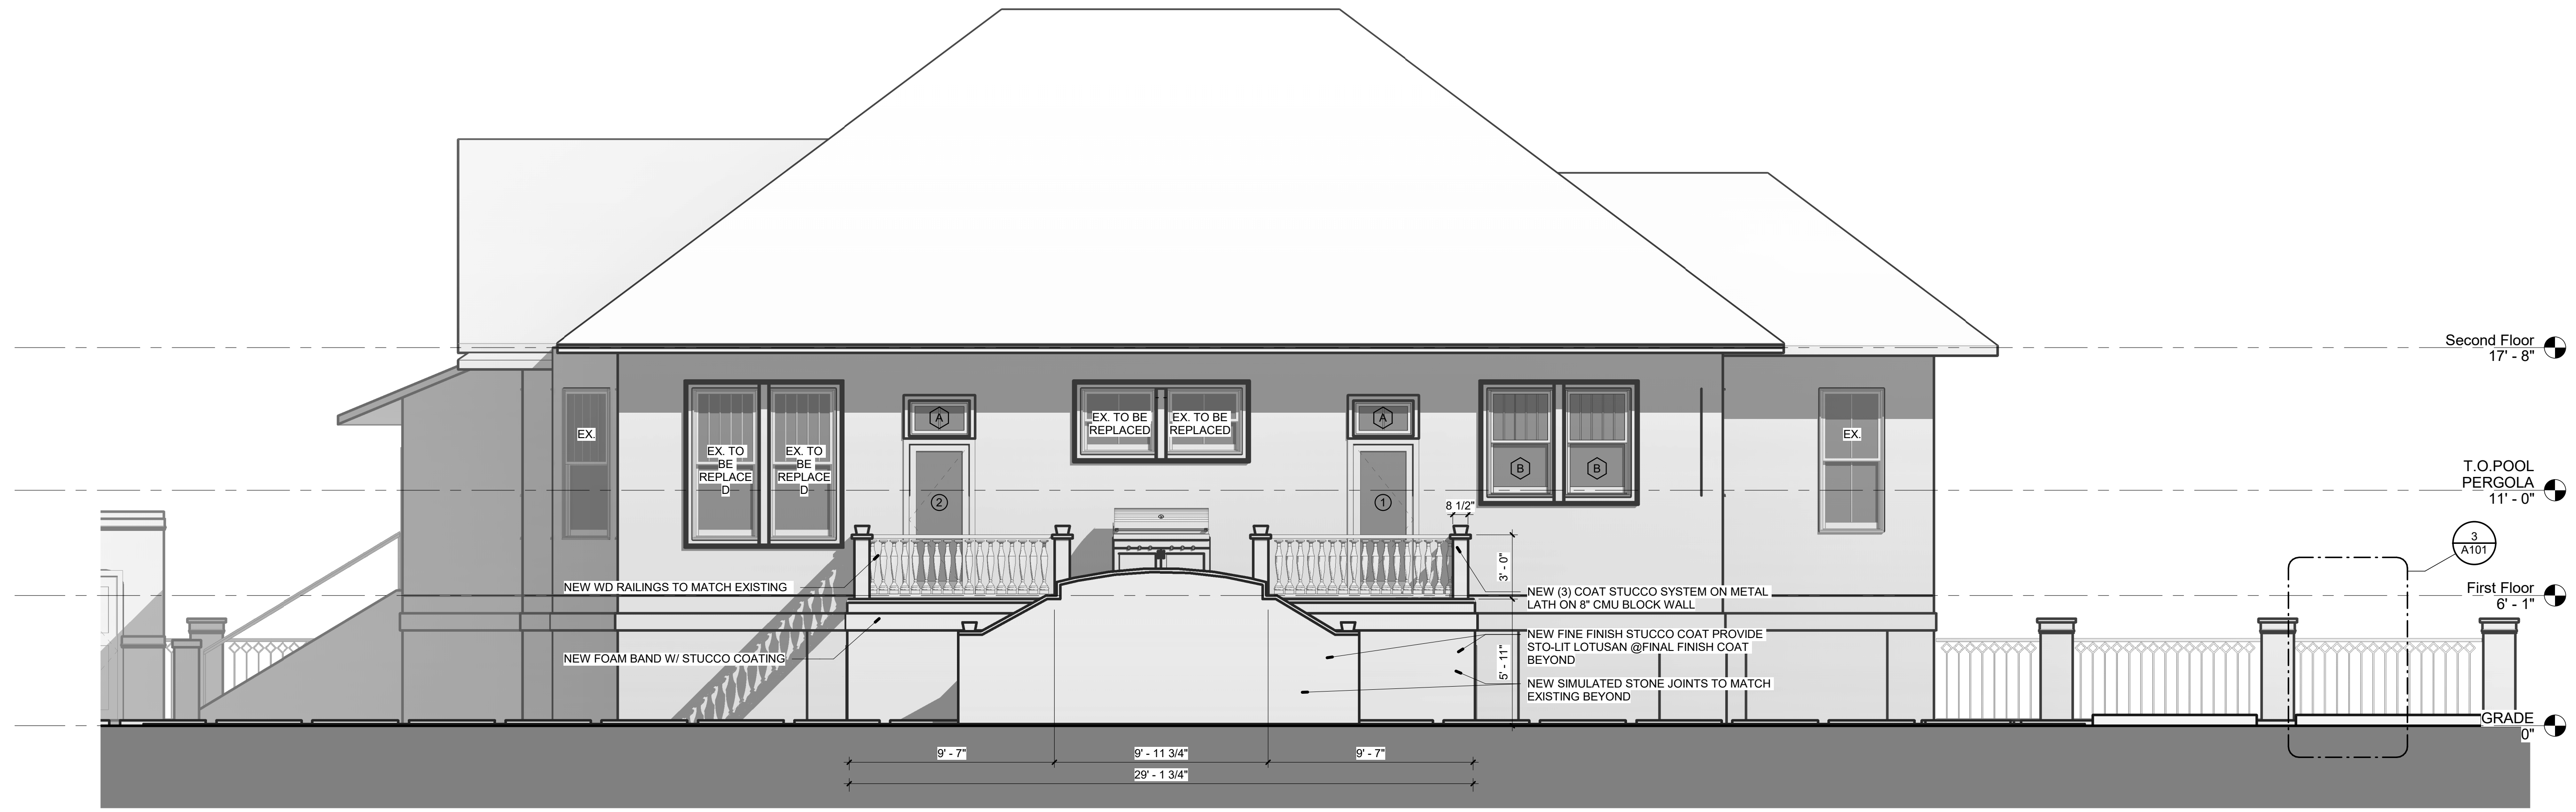 Second Floor
17' - 8"
EX.
EX. TO
BE
REPLACE
D
EX. TO
BE
REPLACE
D
A
2
EX. TO BE
REPLACED
EX. TO BE
REPLACED
A
1
B
B
EX.
T.O.POOL
PERGOLA
11' - 0"
8 1/2"
3
A101
3' - 0"
First Floor
6' - 1"
NEW WD RAILINGS TO MATCH EXISTING
NEW (3) COAT STUCCO SYSTEM ON METAL
LATH ON 8" CMU BLOCK WALL
NEW FOAM BAND W/ STUCCO COATING
NEW FINE FINISH STUCCO COAT PROVIDE
STO-LIT LOTUSAN @FINAL FINISH COAT
BEYOND
5' - 11"
NEW SIMULATED STONE JOINTS TO MATCH
EXISTING BEYOND
GRADE
0"
9' - 7"
9' - 11 3/4"
9' - 7"
29' - 1 3/4"